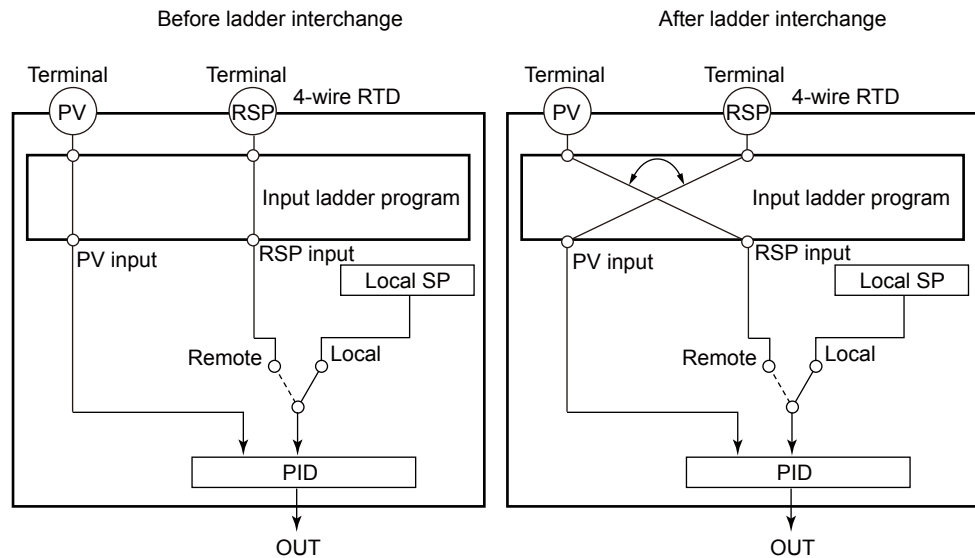 Before ladder interchange
Terminal
Terminal
PV
RSP
4-wire RTD
Input ladder program
PV input
RSP input
Local SP
Remote
Local
PID
OUT
After ladder interchange
Terminal
Terminal
PV
RSP
4-wire RTD
Input ladder program
PV input
RSP input
Local SP
Remote
Local
PID
OUT